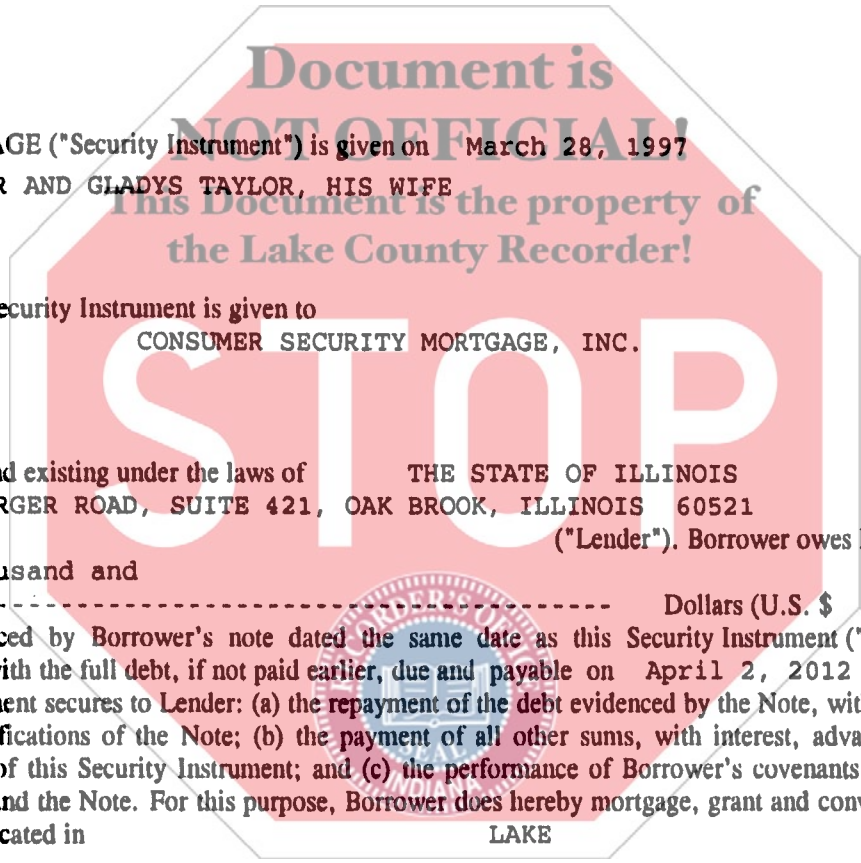 Document is
NOT OFFICIAL!
AGE ("Security Instrument") is given on March 28, 1997
R AND GLADYS TAYLOR, HIS WIFE
This Document is the property of
the Lake County Recorder!
ecurity Instrument is given to
CONSUMER SECURITY MORTGAGE, INC.
STOP
d existing under the laws of THE STATE OF ILLINOIS
RGER ROAD, SUITE 421, OAK BROOK, ILLINOIS 60521
("Lender"). Borrower owes
usand and
------------------------------------------------ Dollars (U.S. $
ced by Borrower's note dated the same date as this Security Instrument ("
ith the full debt, if not paid earlier, due and payable on April 2, 2012
ent secures to Lender: (a) the repayment of the debt evidenced by the Note, wit
fications of the Note; (b) the payment of all other sums, with interest, adva
of this Security Instrument; and (c) the performance of Borrower's covenants
nd the Note. For this purpose, Borrower does hereby mortgage, grant and conv
cated in LAKE
RECORDER'S OFFICE
SEAL
INDIANA